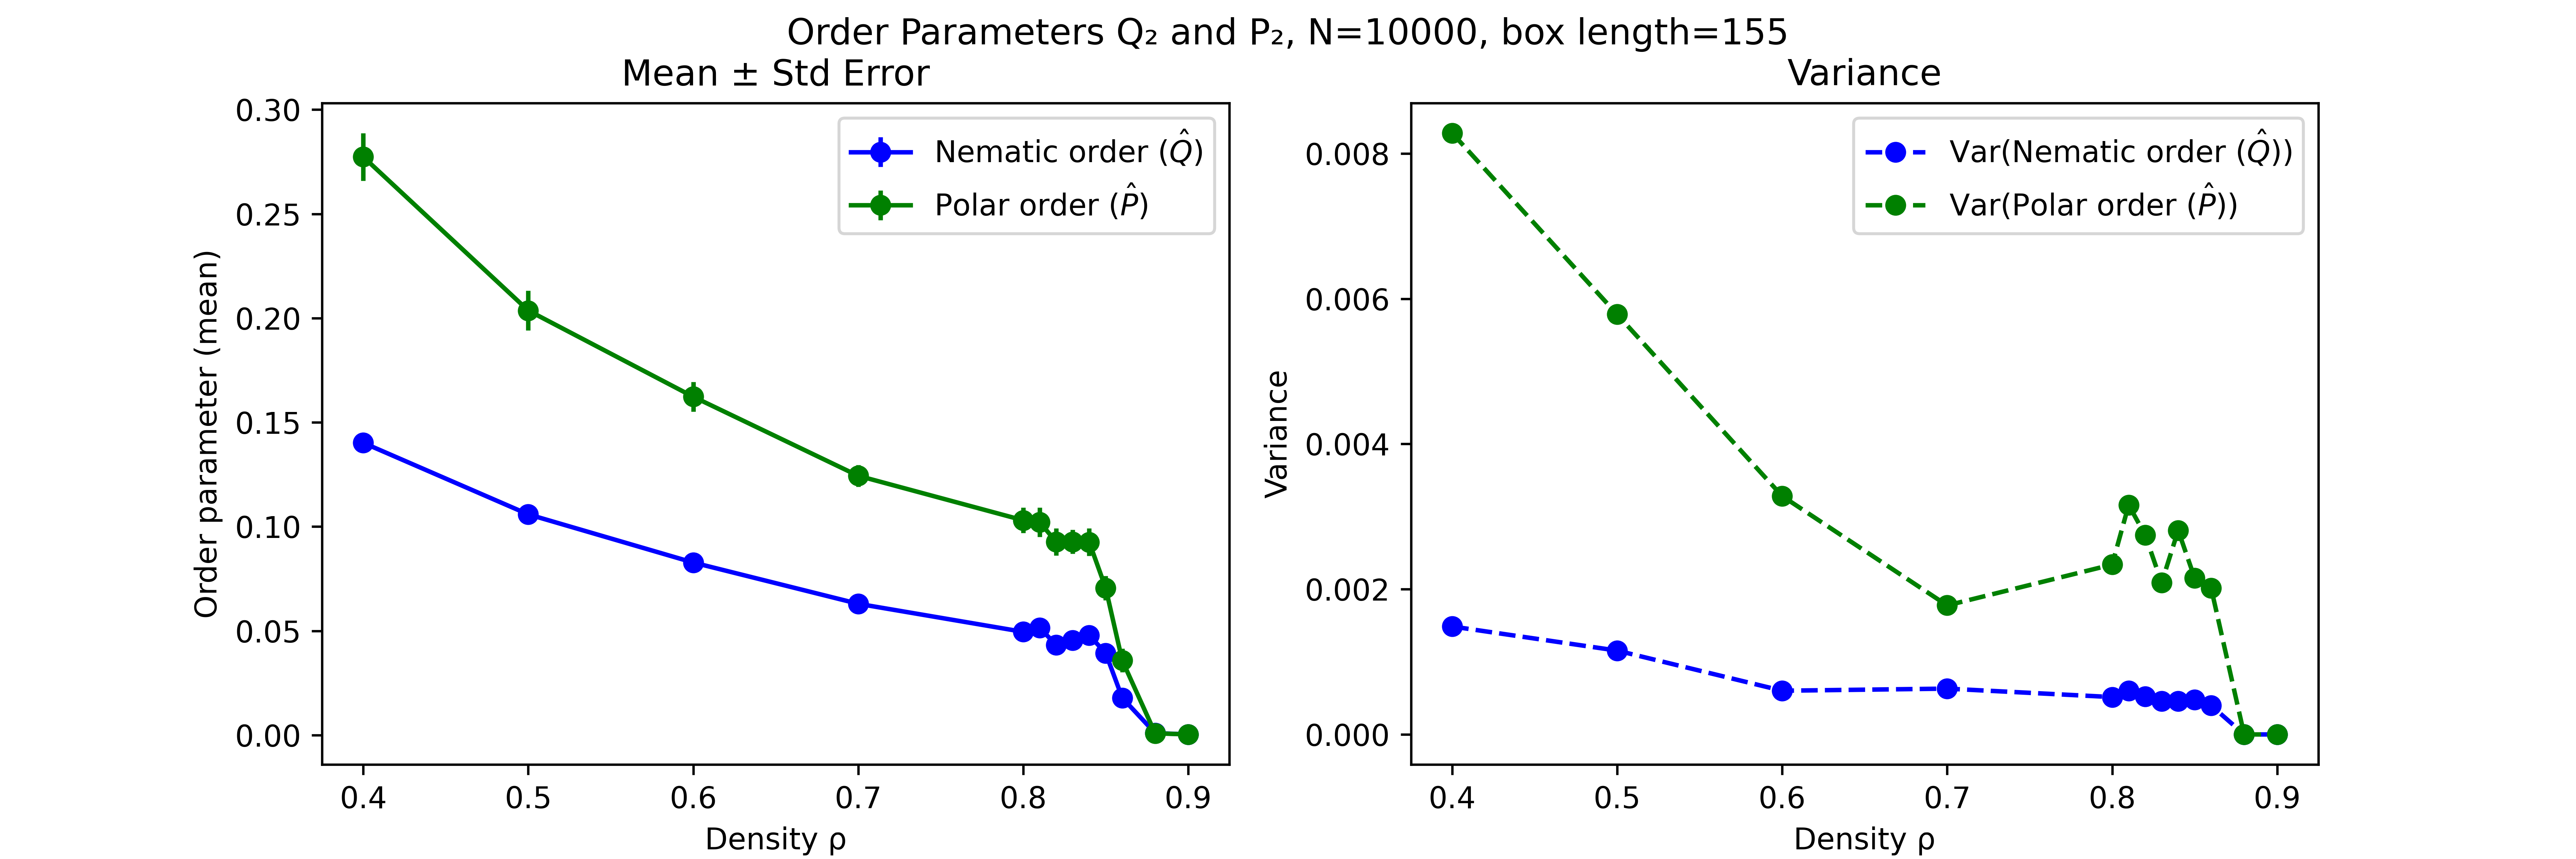 Order Parameters Q₂ and P₂, N=10000, box length=155
Mean ± Std Error
0.30
0.25
0.20
0.15
0.10
0.05
0.00
Order parameter (mean)
Nematic order (Q̂)
Polar order (P̂)
0.4 0.5 0.6 0.7 0.8 0.9
Density ρ
Variance
0.008
0.006
0.004
0.002
0.000
Variance
Var(Nematic order (Q̂))
Var(Polar order (P̂))
0.4 0.5 0.6 0.7 0.8 0.9
Density ρ